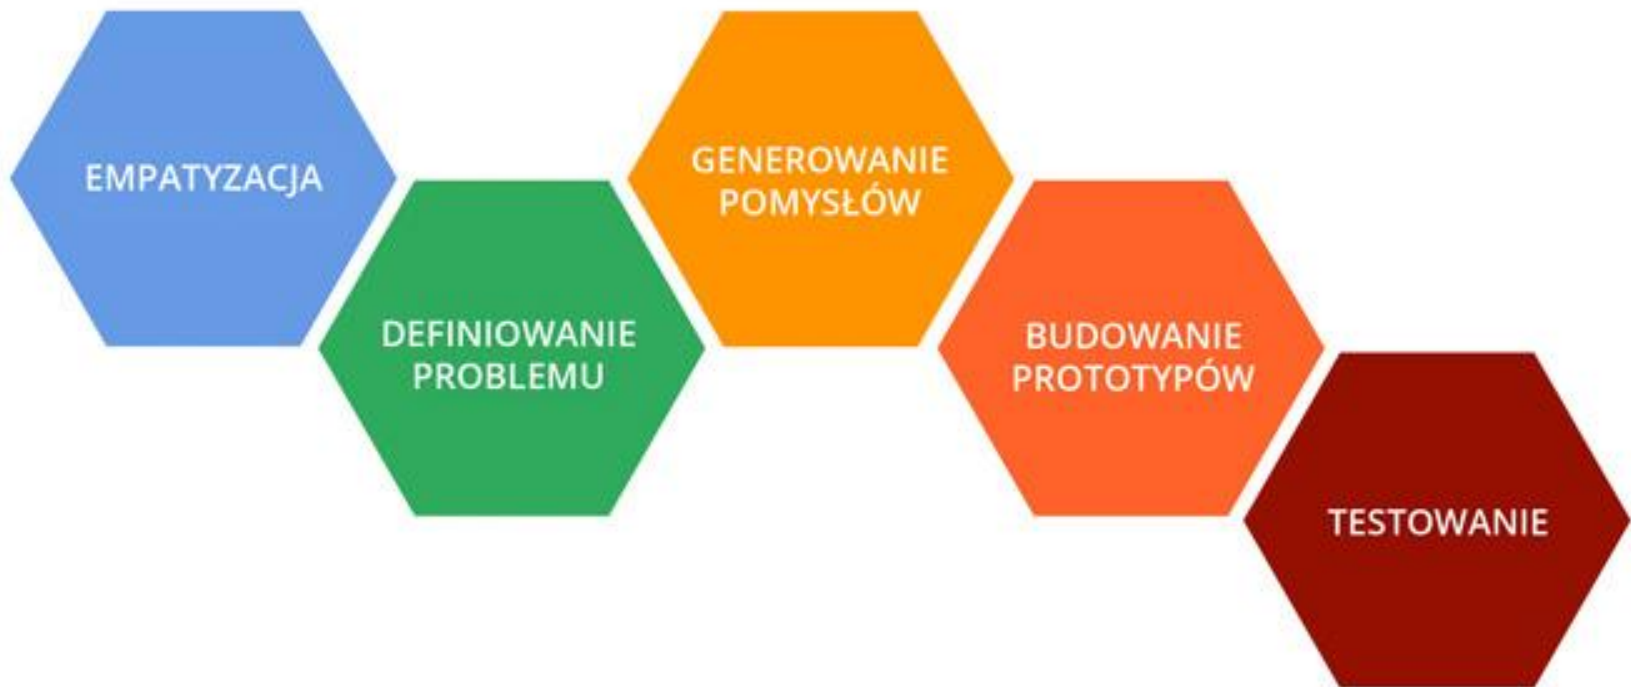 EMPATYZACJA
DEFINIOWANIE
PROBLEMU
GENEROWANIE
POMYSŁÓW
BUDOWANIE
PROTOTYPÓW
TESTOWANIE